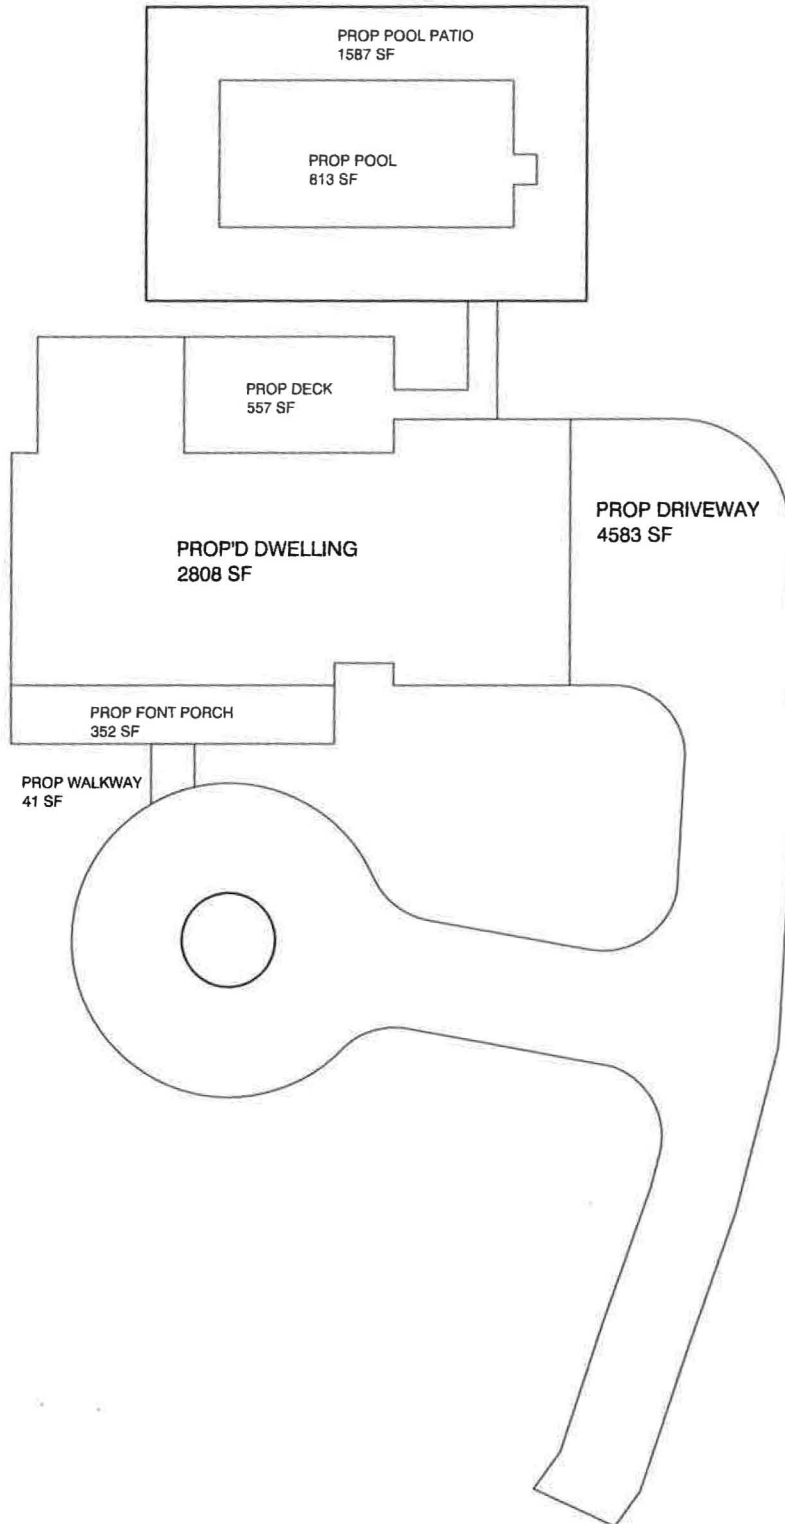 PROP POOL PATIO
1587 SF
PROP POOL
813 SF
PROP DECK
557 SF
PROP DRIVEWAY
4583 SF
PROP'D DWELLING
2808 SF
PROP FONT PORCH
352 SF
PROP WALKWAY
41 SF